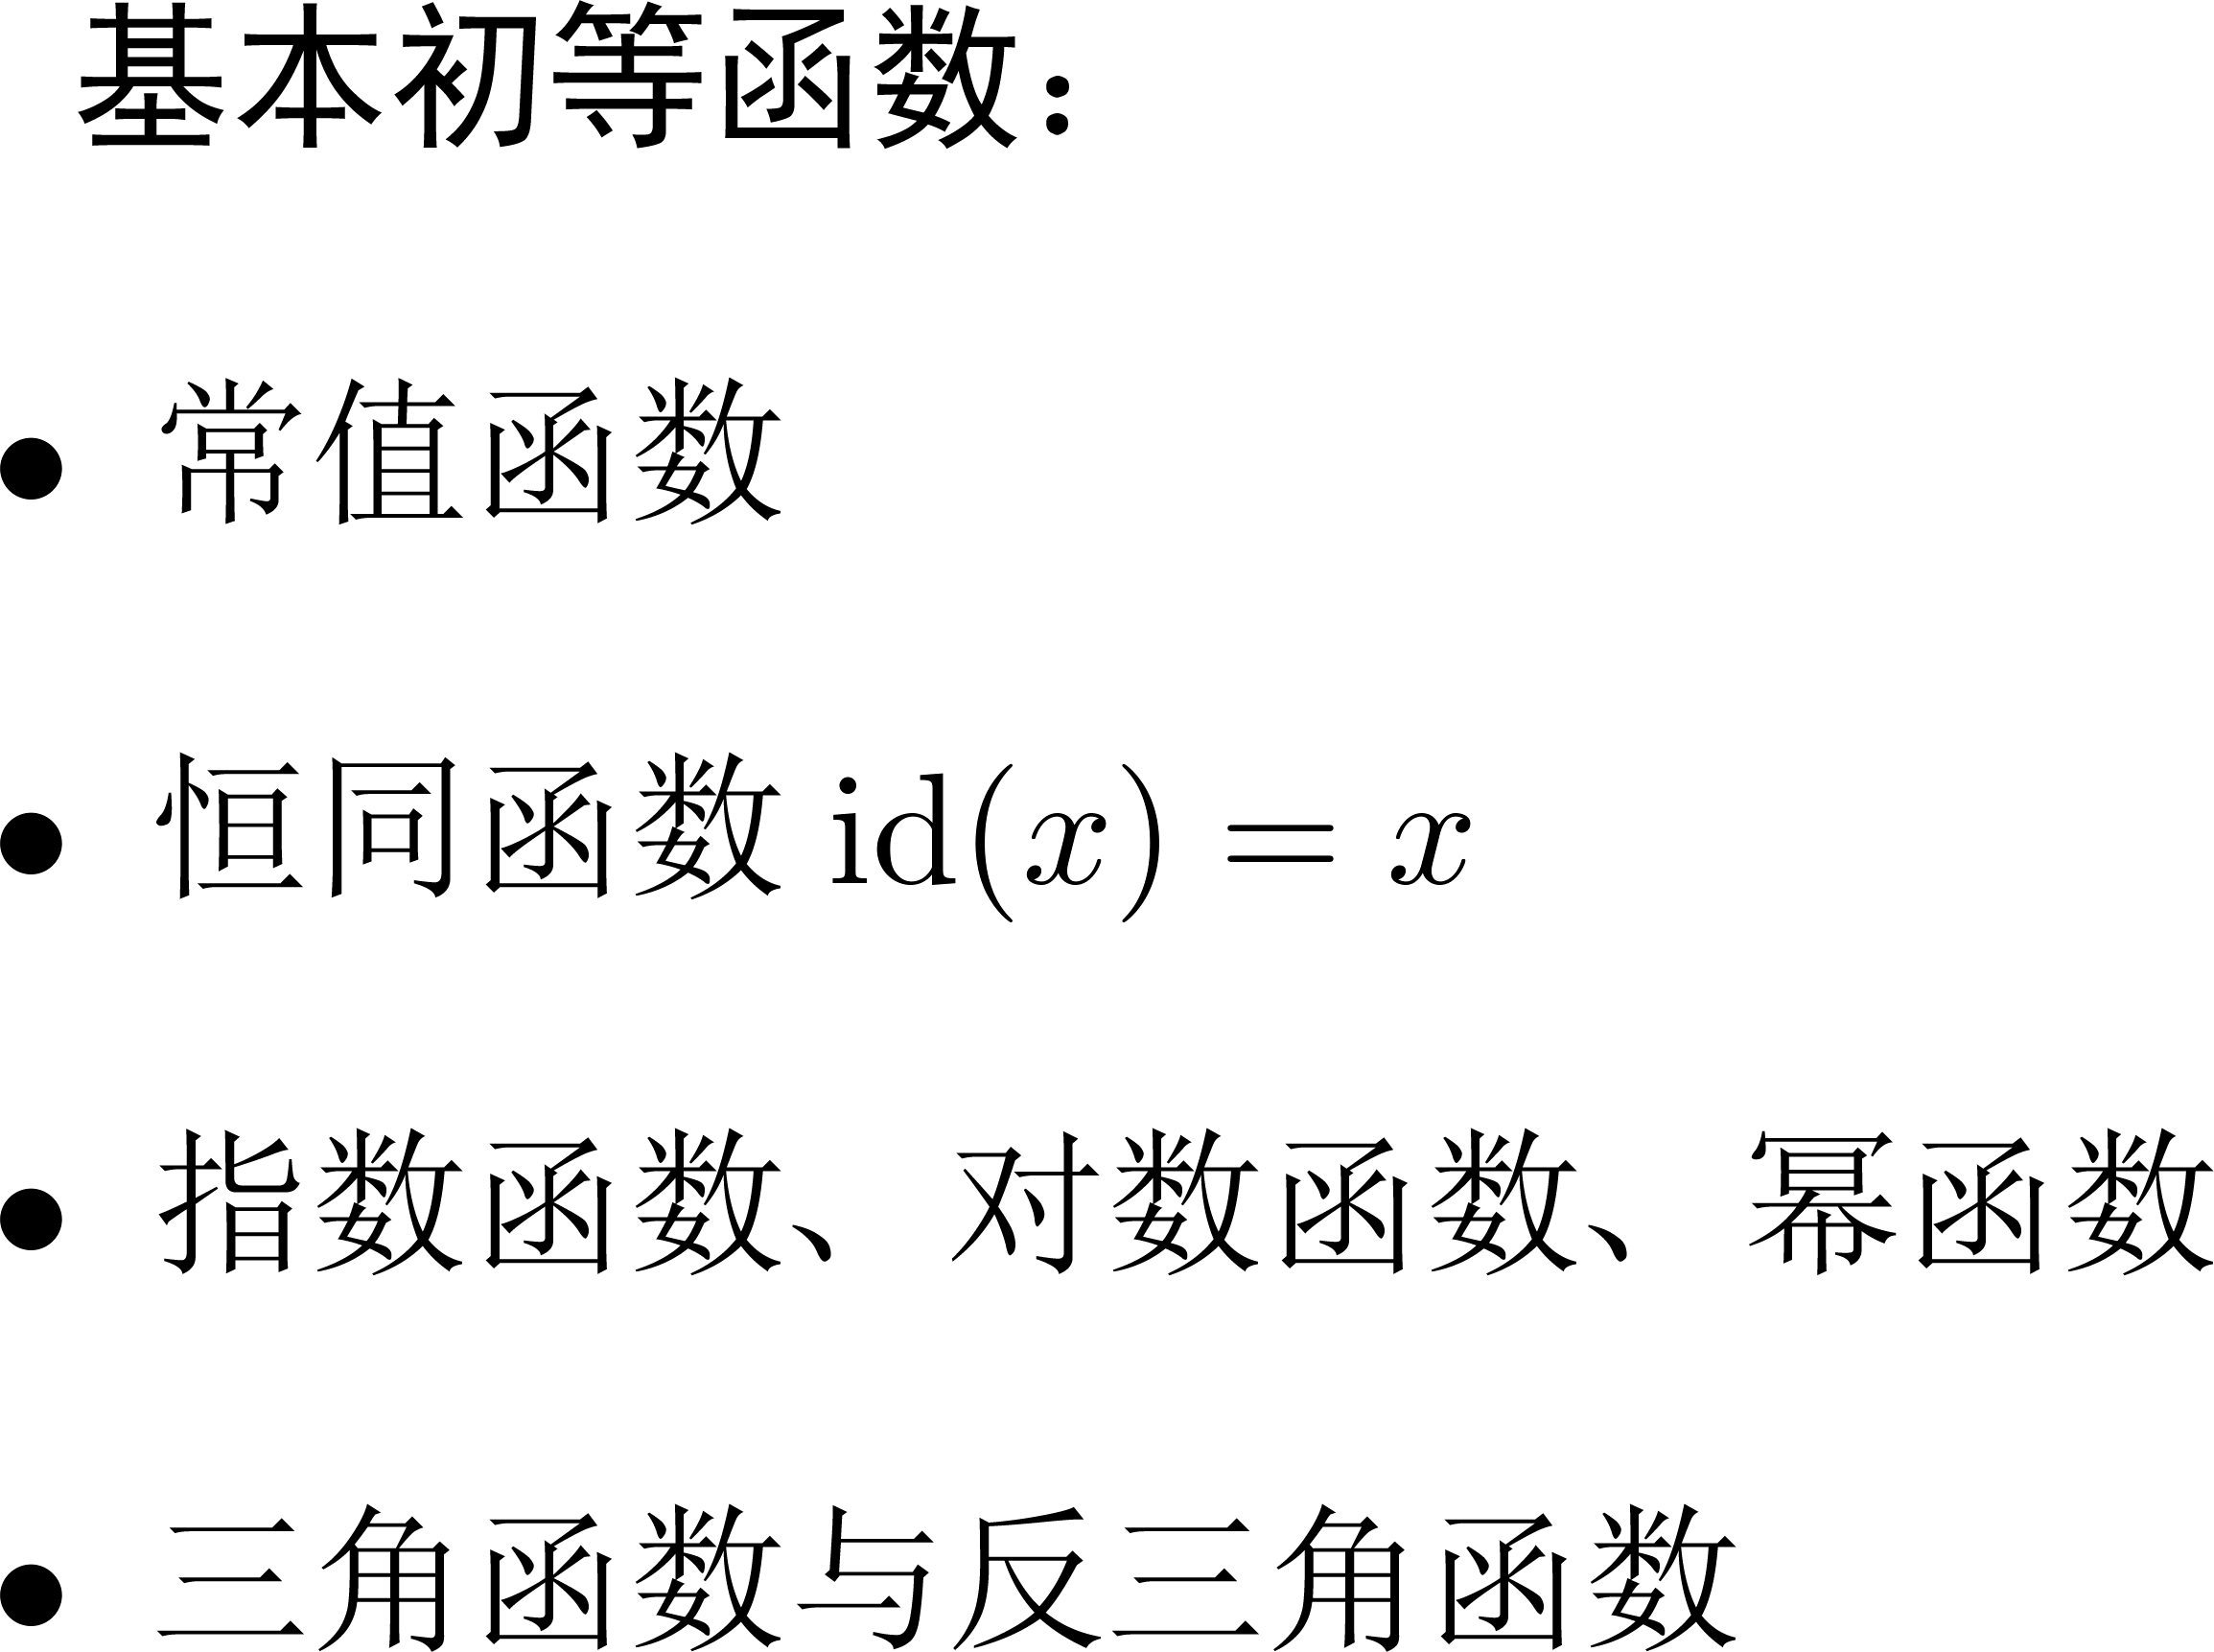 基本初等函数：
● 常值函数
● 恒同函数 id(x) = x
● 指数函数、对数函数、幂函数
● 三角函数与反三角函数